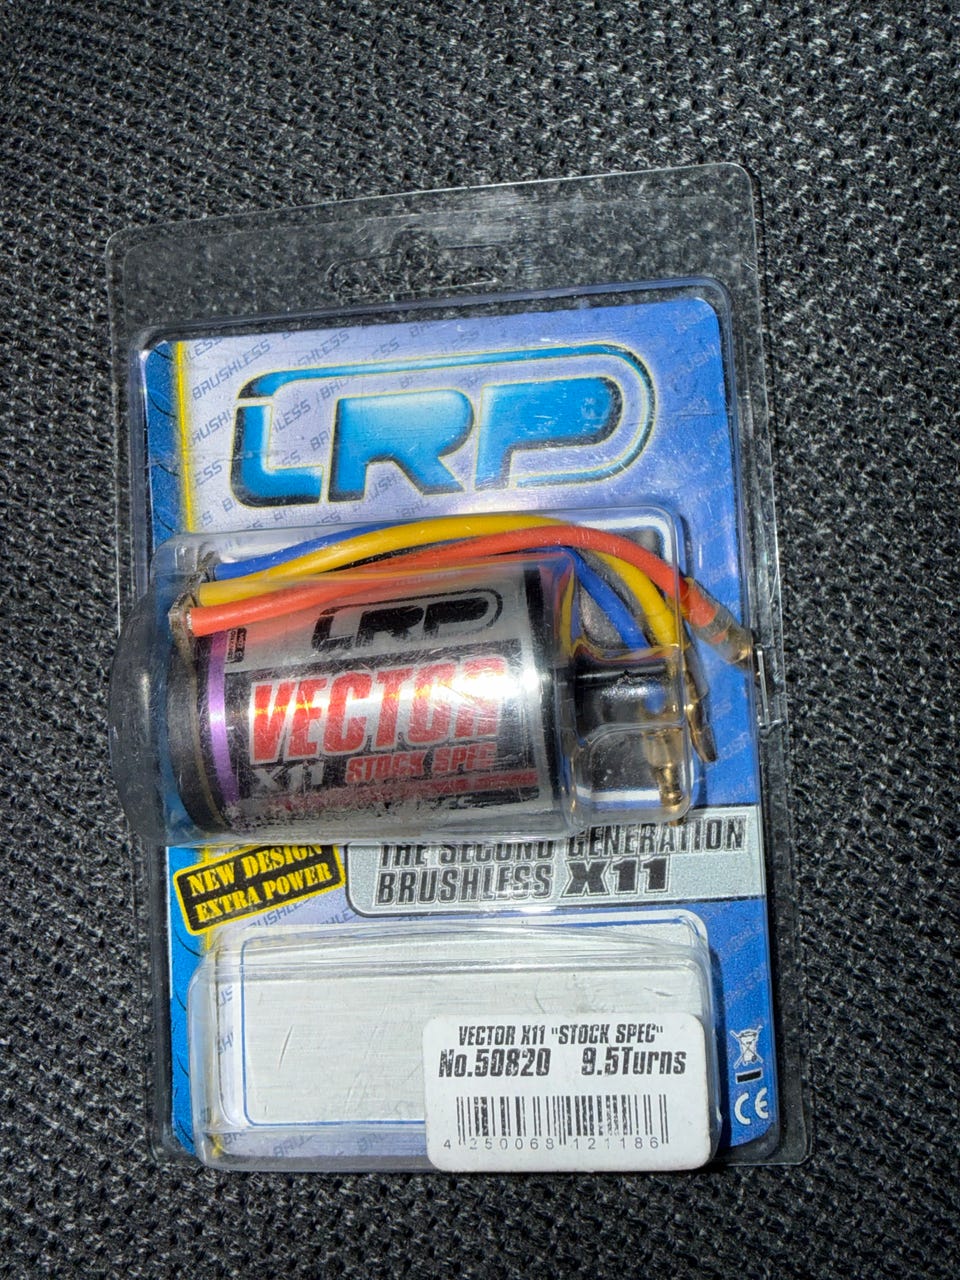 BRUSHLESS
LRP
LRP
VECTOR
X11 STOCK SPEC
THE SECOND GENERATION
BRUSHLESS X11
NEW DESIGN
EXTRA POWER
VECTOR X11 "STOCK SPEC"
No.50820 9.5Turns
4 250068 121186
CE